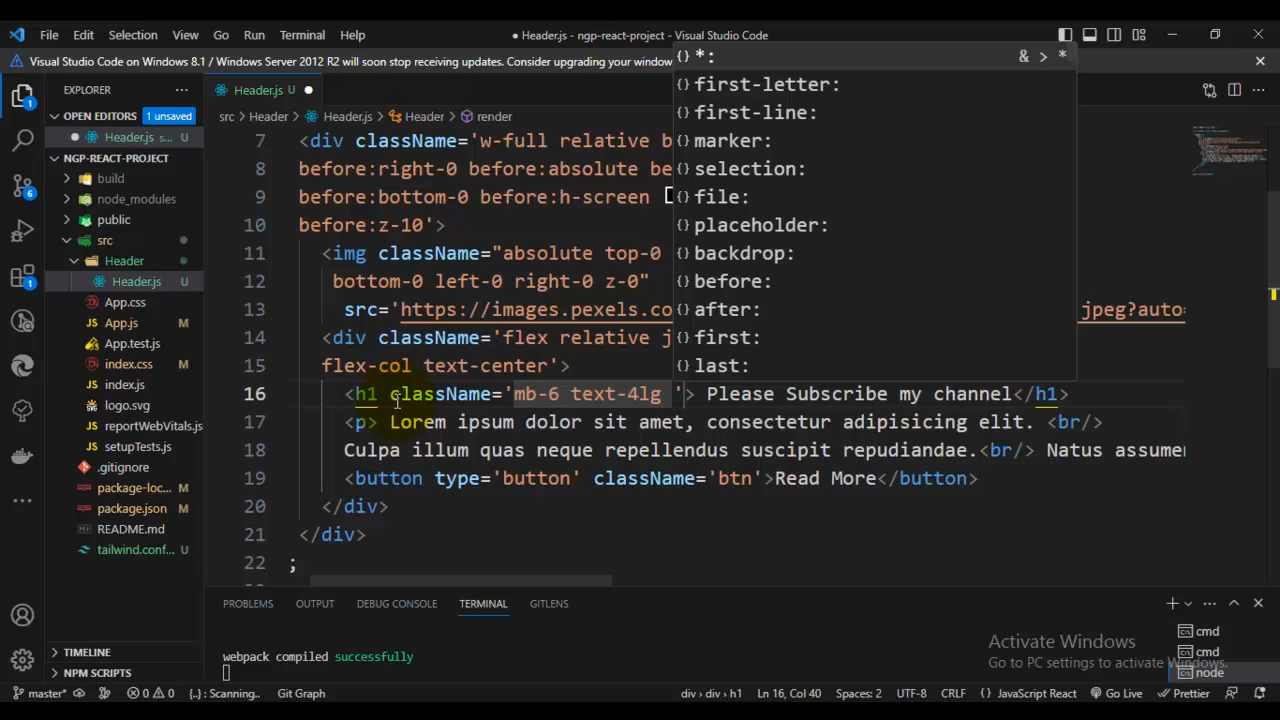 File Edit Selection View Go Run Terminal Help
● Header.js - ngp-react-project - Visual Studio Code
Visual Studio Code on Windows 8.1 / Windows Server 2012 R2 will soon stop receiving updates. Consider upgrading your window
EXPLORER
OPEN EDITORS 1 unsaved
Header.js s... U
NGP-REACT-PROJECT
build
node_modules
public
src
Header
Header.js U
App.css
App.js M
App.test.js
index.css M
index.js
logo.svg
reportWebVitals.js
setupTests.js
.gitignore
package-loc... M
package.json M
README.md
tailwind.conf... U
TIMELINE
NPM SCRIPTS
Header.js ●
src > Header > Header.js > Header > render
7 <div className='w-full relative b
8 before:right-0 before:absolute be
9 before:bottom-0 before:h-screen
10 before:z-10'>
11 <img className="absolute top-0
12 bottom-0 left-0 right-0 z-0"
13 src='https://images.pexels.co jpeg?auto=
14 <div className='flex relative j
15 flex-col text-center'>
16 <h1 className='mb-6 text-4lg '> Please Subscribe my channel</h1>
17 <p> Lorem ipsum dolor sit amet, consectetur adipisicing elit. <br/>
18 Culpa illum quas neque repellendus suscipit repudiandae.<br/> Natus assumen
19 <button type='button' className='btn'>Read More</button>
20 </div>
21 </div>
22 ;
{} *: & > *
{} first-letter:
{} first-line:
{} marker:
{} selection:
{} file:
{} placeholder:
{} backdrop:
{} before:
{} after:
{} first:
{} last:
PROBLEMS OUTPUT DEBUG CONSOLE TERMINAL GITLENS
webpack compiled successfully
cmd
cmd
node
Activate Windows
Go to PC settings to activate Windows.
master* 0 0 {..} : Scanning.. Git Graph div > div > h1 Ln 16, Col 40 Spaces: 2 UTF-8 CRLF {} JavaScript React Go Live Prettier